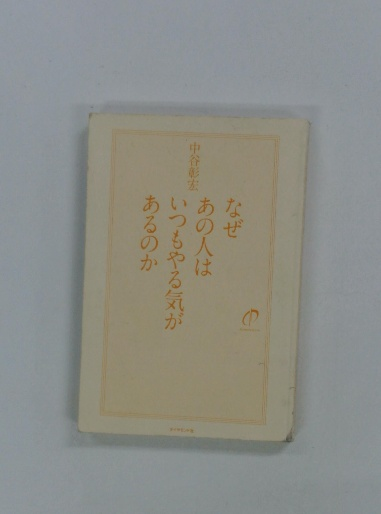 なぜ
あの人は
いつもやる気が
あるのか
中谷彰宏